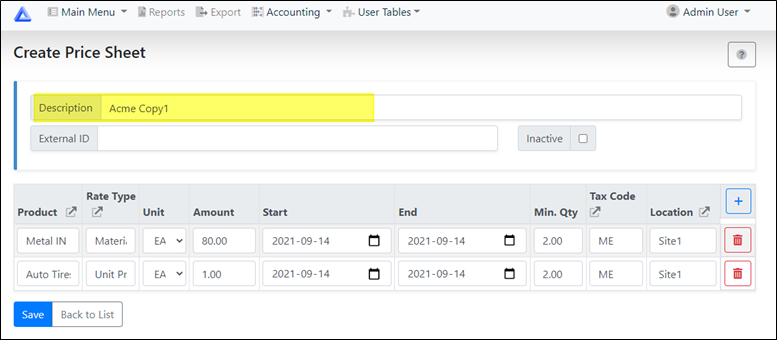 Main Menu Reports Export Accounting User Tables Admin User
Create Price Sheet
?
Description Acme Copy1
External ID Inactive
Product Rate Type Unit Amount Start End Min. Qty Tax Code Location +
Metal IN Materi EA 80.00 2021-09-14 2021-09-14 2.00 ME Site1
Auto Tire Unit Pr EA 1.00 2021-09-14 2021-09-14 2.00 ME Site1
Save Back to List